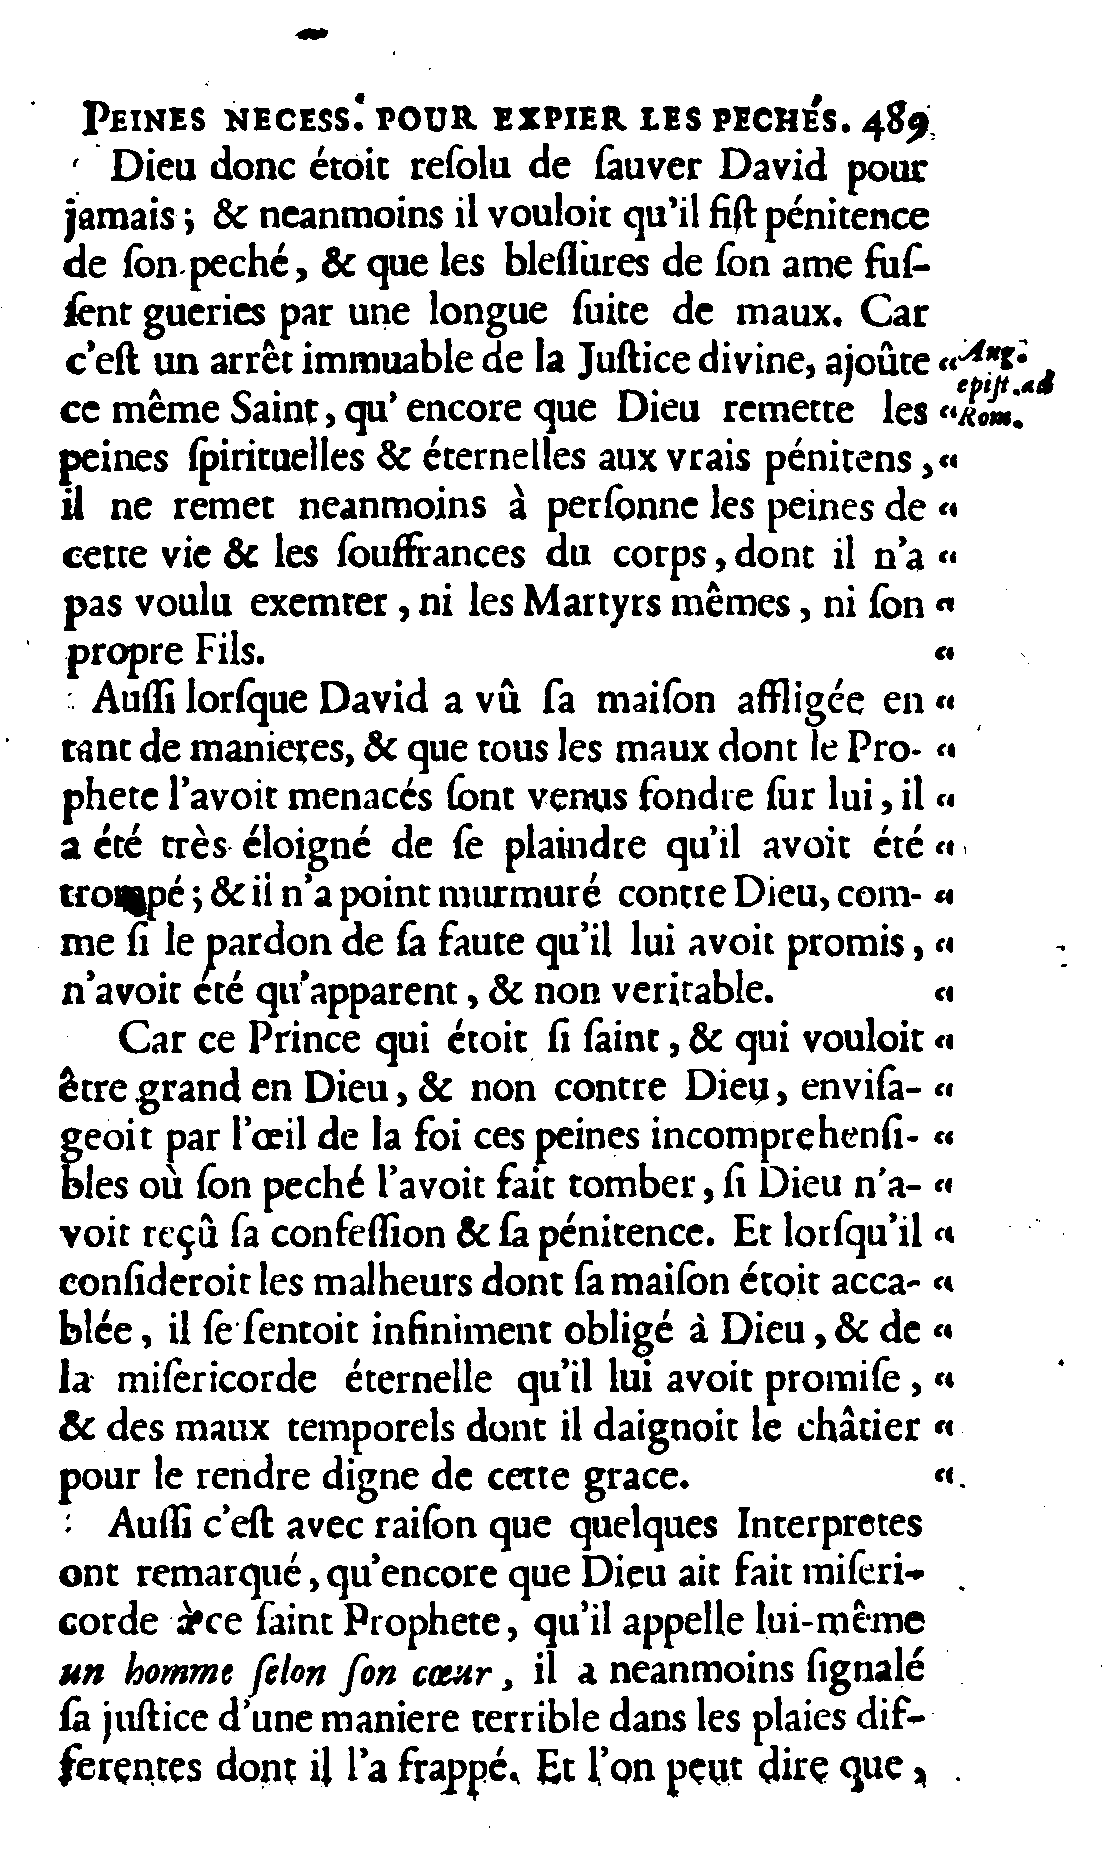 PEINES NECESS. POUR EXPIER LES PECHÉS. 489
Dieu donc étoit reſolu de ſauver David pour
jamais ; & neanmoins il vouloit qu'il fiſt pénitence
de ſon peché, & que les bleſſures de ſon ame fuſ-
ſent gueries par une longue ſuite de maux. Car
c'eſt un arrêt immuable de la Juſtice divine, ajoûte “ Aug.
epiſt. ad
ce même Saint, qu' encore que Dieu remette les “ Rom.
peines ſpirituelles & éternelles aux vrais pénitens , “
il ne remet neanmoins à perſonne les peines de “
cette vie & les ſouffrances du corps, dont il n'a “
pas voulu exemter , ni les Martyrs mêmes , ni ſon “
propre Fils. “
Auſſi lorſque David a vû ſa maiſon affligée en “
tant de manieres, & que tous les maux dont le Pro- “
phete l'avoit menacés ſont venus fondre ſur lui , il “
a été très éloigné de ſe plaindre qu'il avoit été “
trompé ; & il n'a point murmuré contre Dieu, com- “
me ſi le pardon de ſa faute qu'il lui avoit promis , “
n'avoit été qu'apparent , & non veritable. “
Car ce Prince qui étoit ſi ſaint , & qui vouloit “
être grand en Dieu , & non contre Dieu , enviſa- “
geoit par l'œil de la foi ces peines incomprehenſi- “
bles où ſon peché l'avoit fait tomber , ſi Dieu n'a- “
voit reçû ſa confeſſion & ſa pénitence. Et lorſqu'il “
conſideroit les malheurs dont ſa maiſon étoit acca- “
blée , il ſe ſentoit infiniment obligé à Dieu , & de “
la miſericorde éternelle qu'il lui avoit promiſe , “
& des maux temporels dont il daignoit le châtier “
pour le rendre digne de cette grace. “
Auſſi c'eſt avec raiſon que quelques Interpretes
ont remarqué , qu'encore que Dieu ait fait miſeri-
corde à ce ſaint Prophete, qu'il appelle lui-même
un homme ſelon ſon cœur , il a neanmoins ſignalé
ſa juſtice d'une maniere terrible dans les plaies dif-
ferentes dont il l'a frappé. Et l'on peut dire que ,